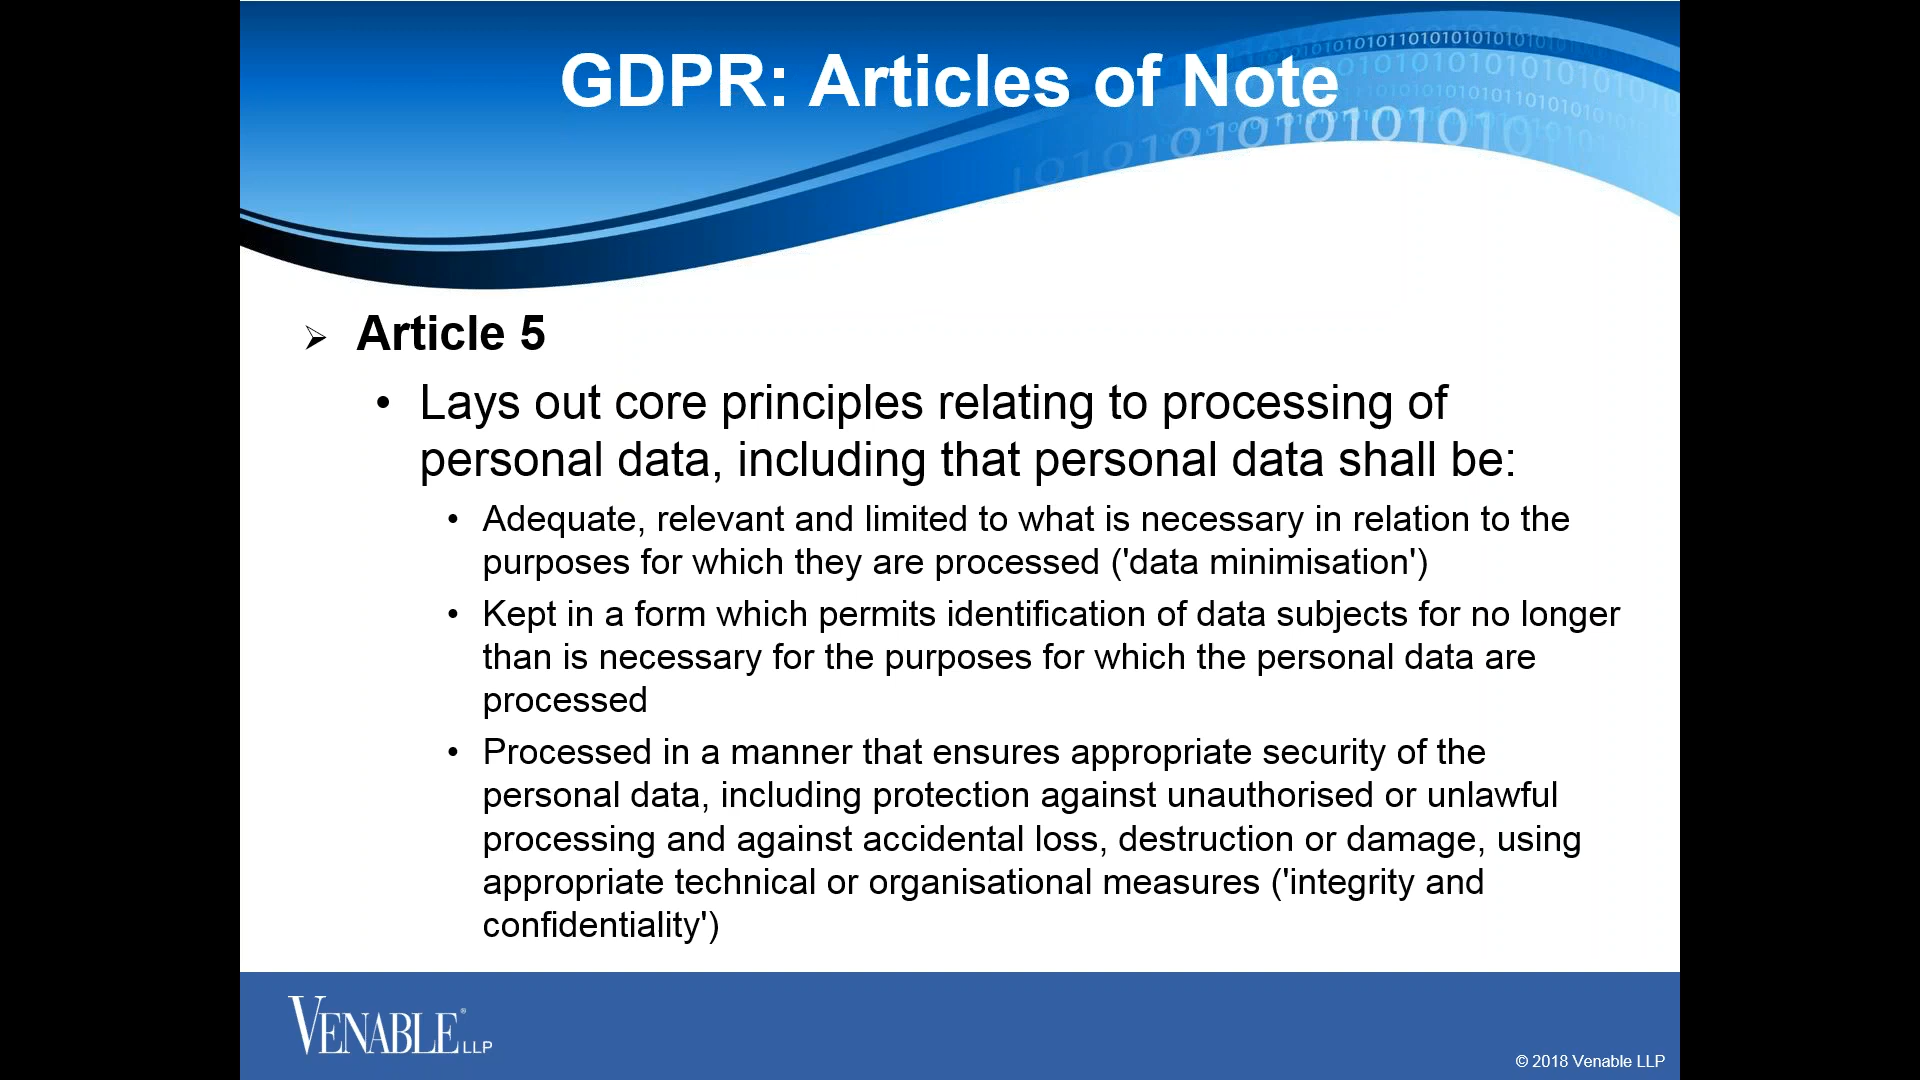 GDPR: Articles of Note
➢ Article 5
• Lays out core principles relating to processing of
personal data, including that personal data shall be:
• Adequate, relevant and limited to what is necessary in relation to the
purposes for which they are processed ('data minimisation')
• Kept in a form which permits identification of data subjects for no longer
than is necessary for the purposes for which the personal data are
processed
• Processed in a manner that ensures appropriate security of the
personal data, including protection against unauthorised or unlawful
processing and against accidental loss, destruction or damage, using
appropriate technical or organisational measures ('integrity and
confidentiality')
VENABLE® LLP
© 2018 Venable LLP